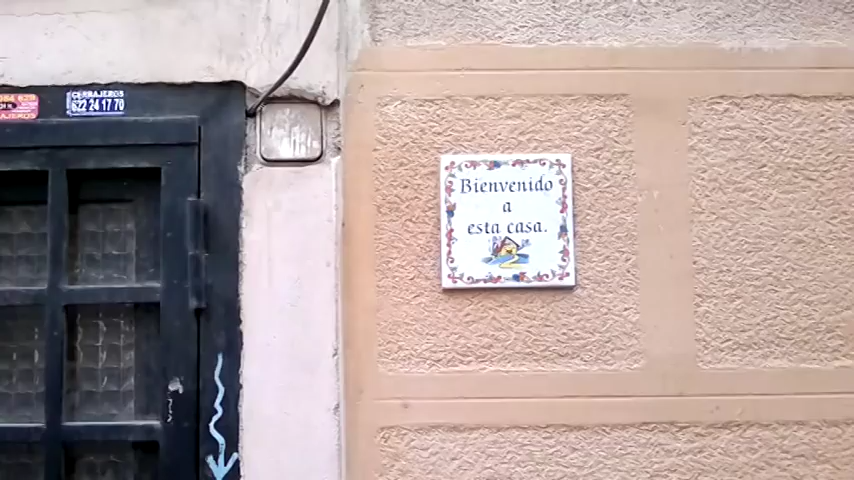 CERRAJEROS
622 24 17 70
Bienvenido
a
esta casa.